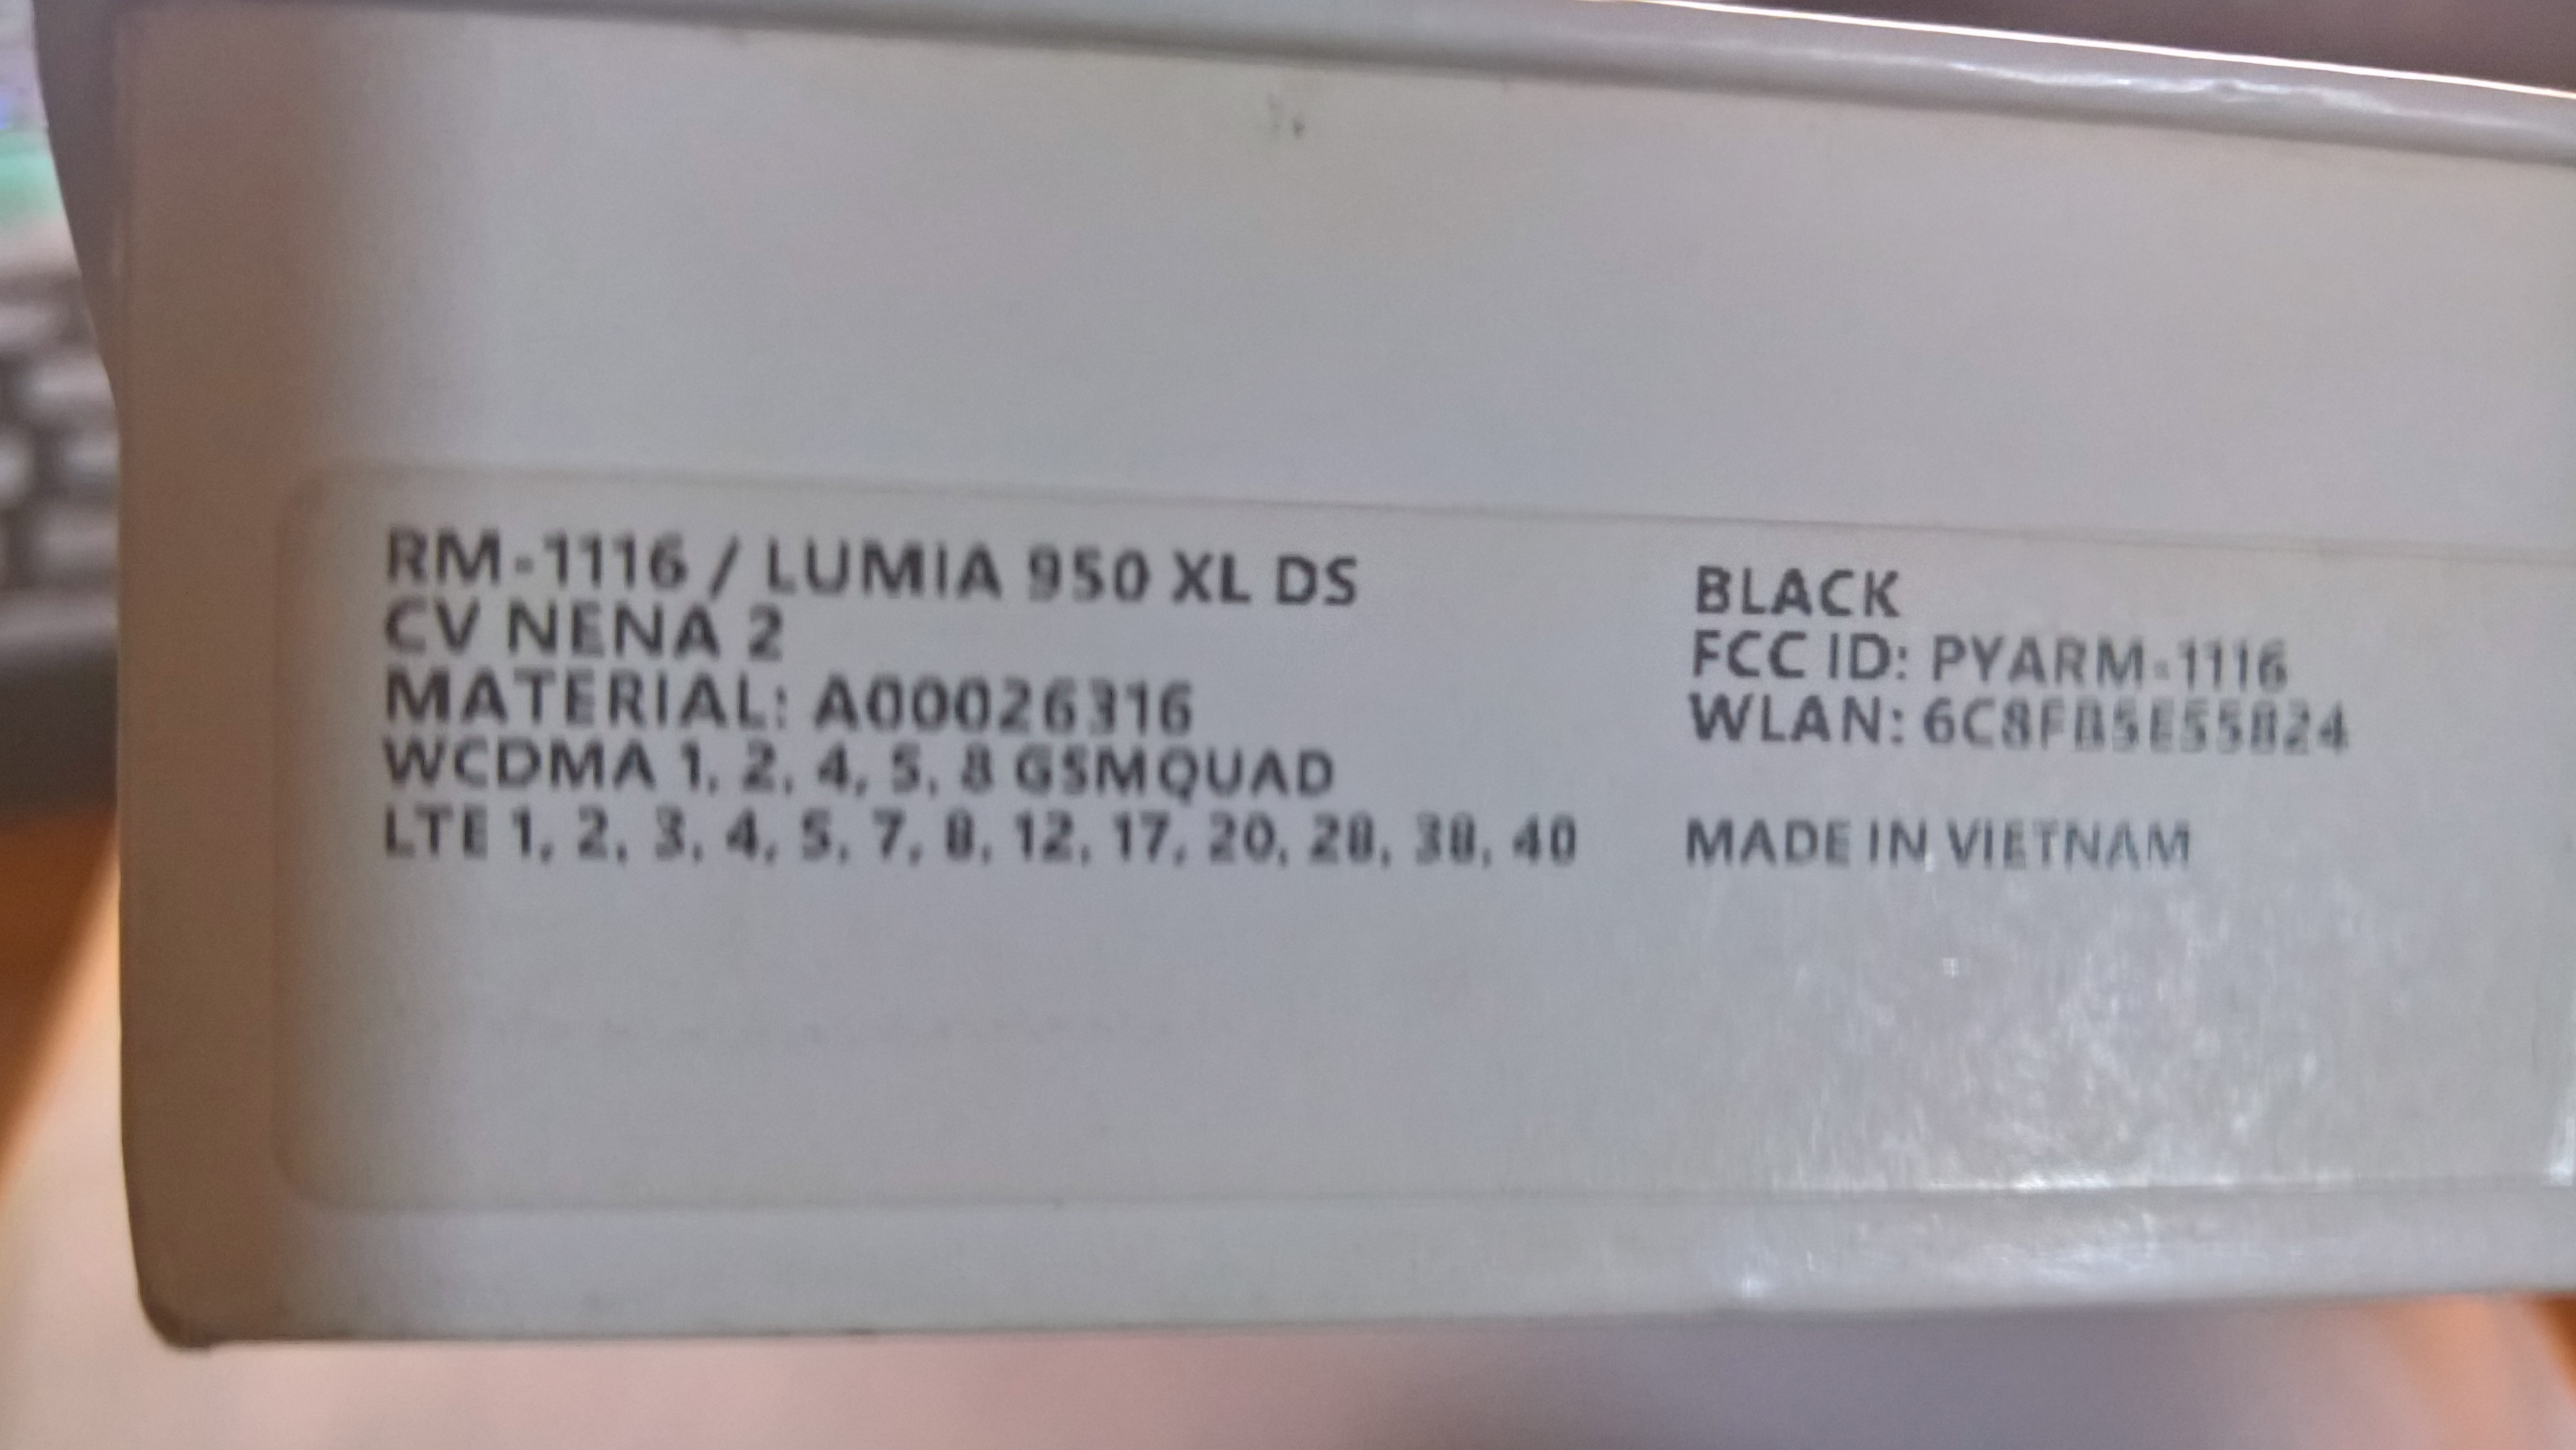 RM-1116 / LUMIA 950 XL DS
CV NENA 2
MATERIAL: A00026316
WCDMA 1, 2, 4, 5, 8 GSMQUAD
LTE 1, 2, 3, 4, 5, 7, 8, 12, 17, 20, 28, 38, 40
BLACK
FCC ID: PYARM-1116
WLAN:
MADE IN VIETNAM